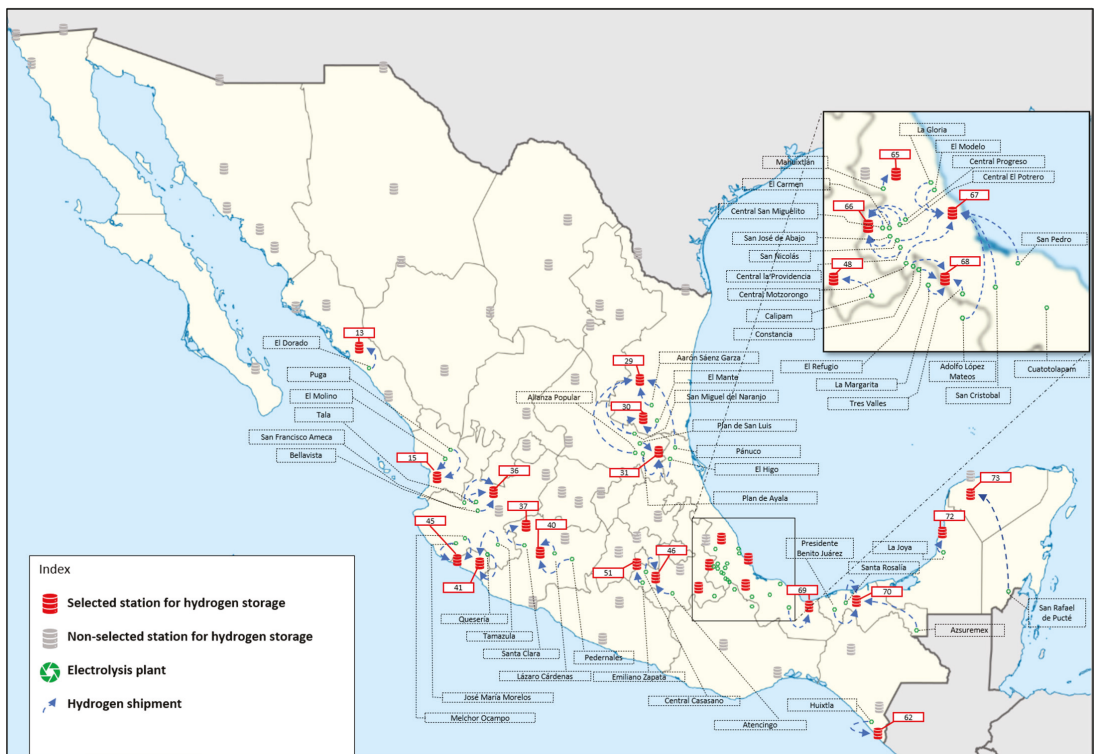 La Gloria
El Modelo
Central Progreso
Central El Potrero
Mahuixtlán
El Carmen
65
66
67
Central San Miguelito
San José de Abajo
San Nicolás
48
Central la Providencia
Central Motzorongo
Calipam
Constancia
68
San Pedro
El Refugio
La Margarita
Tres Valles
Adolfo López
Mateos
San Cristobal
Cuatotolapam
13
El Dorado
Puga
El Molino
Tala
San Francisco Ameca
Bellavista
15
36
29
30
31
Alianza Popular
Aarón Sáenz Garza
El Mante
San Miguel del Naranjo
Plan de San Luis
Pánuco
El Higo
Plan de Ayala
45
37
40
41
51
46
Quesería
Tamazula
Santa Clara
Lázaro Cárdenas
Pedernales
José María Morelos
Melchor Ocampo
Emiliano Zapata
Central Casasano
Atencingo
Presidente
Benito Juárez
69
70
72
73
La Joya
Santa Rosalía
San Rafael
de Pucté
Azsuremex
Huixtla
62
Index
Selected station for hydrogen storage
Non-selected station for hydrogen storage
Electrolysis plant
Hydrogen shipment